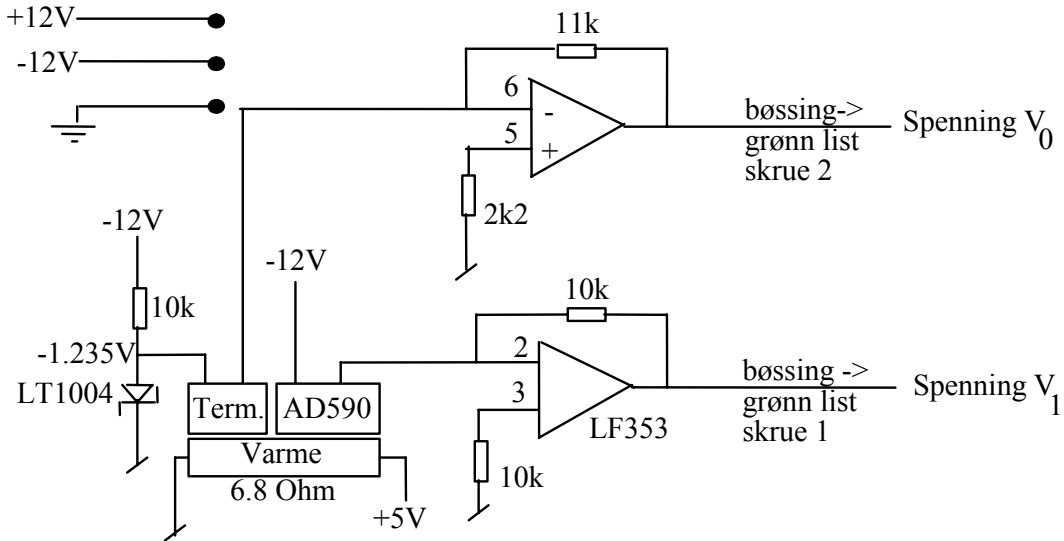 +12V
-12V
11k
6
-
5
+
2k2
bøssing->
grønn list
skrue 2
Spenning V0
-12V
10k
-1.235V
LT1004
-12V
Term.
AD590
Varme
6.8 Ohm
+5V
10k
2
3
LF353
10k
bøssing ->
grønn list
skrue 1
Spenning V1